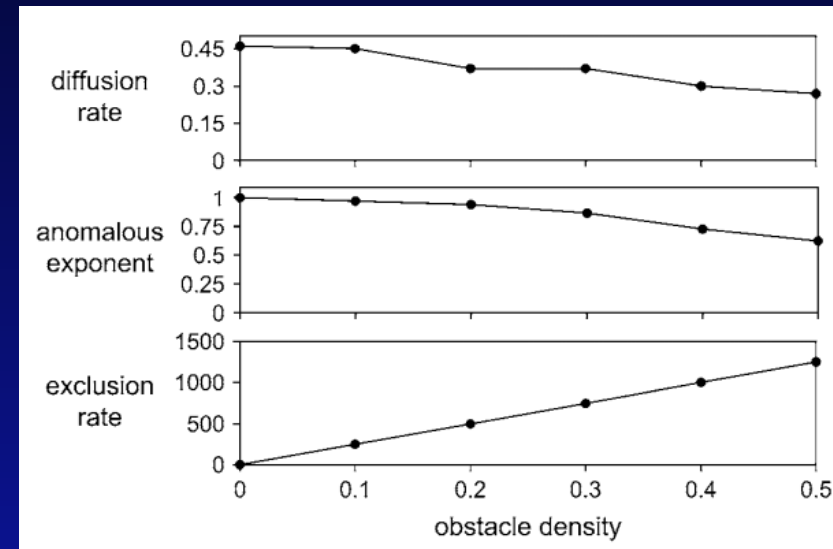 0.45
diffusion
rate
0.3
0.15
0
1
anomalous
exponent
0.75
0.5
0.25
0
1500
exclusion
rate
1000
500
0
0 0.1 0.2 0.3 0.4 0.5
obstacle density